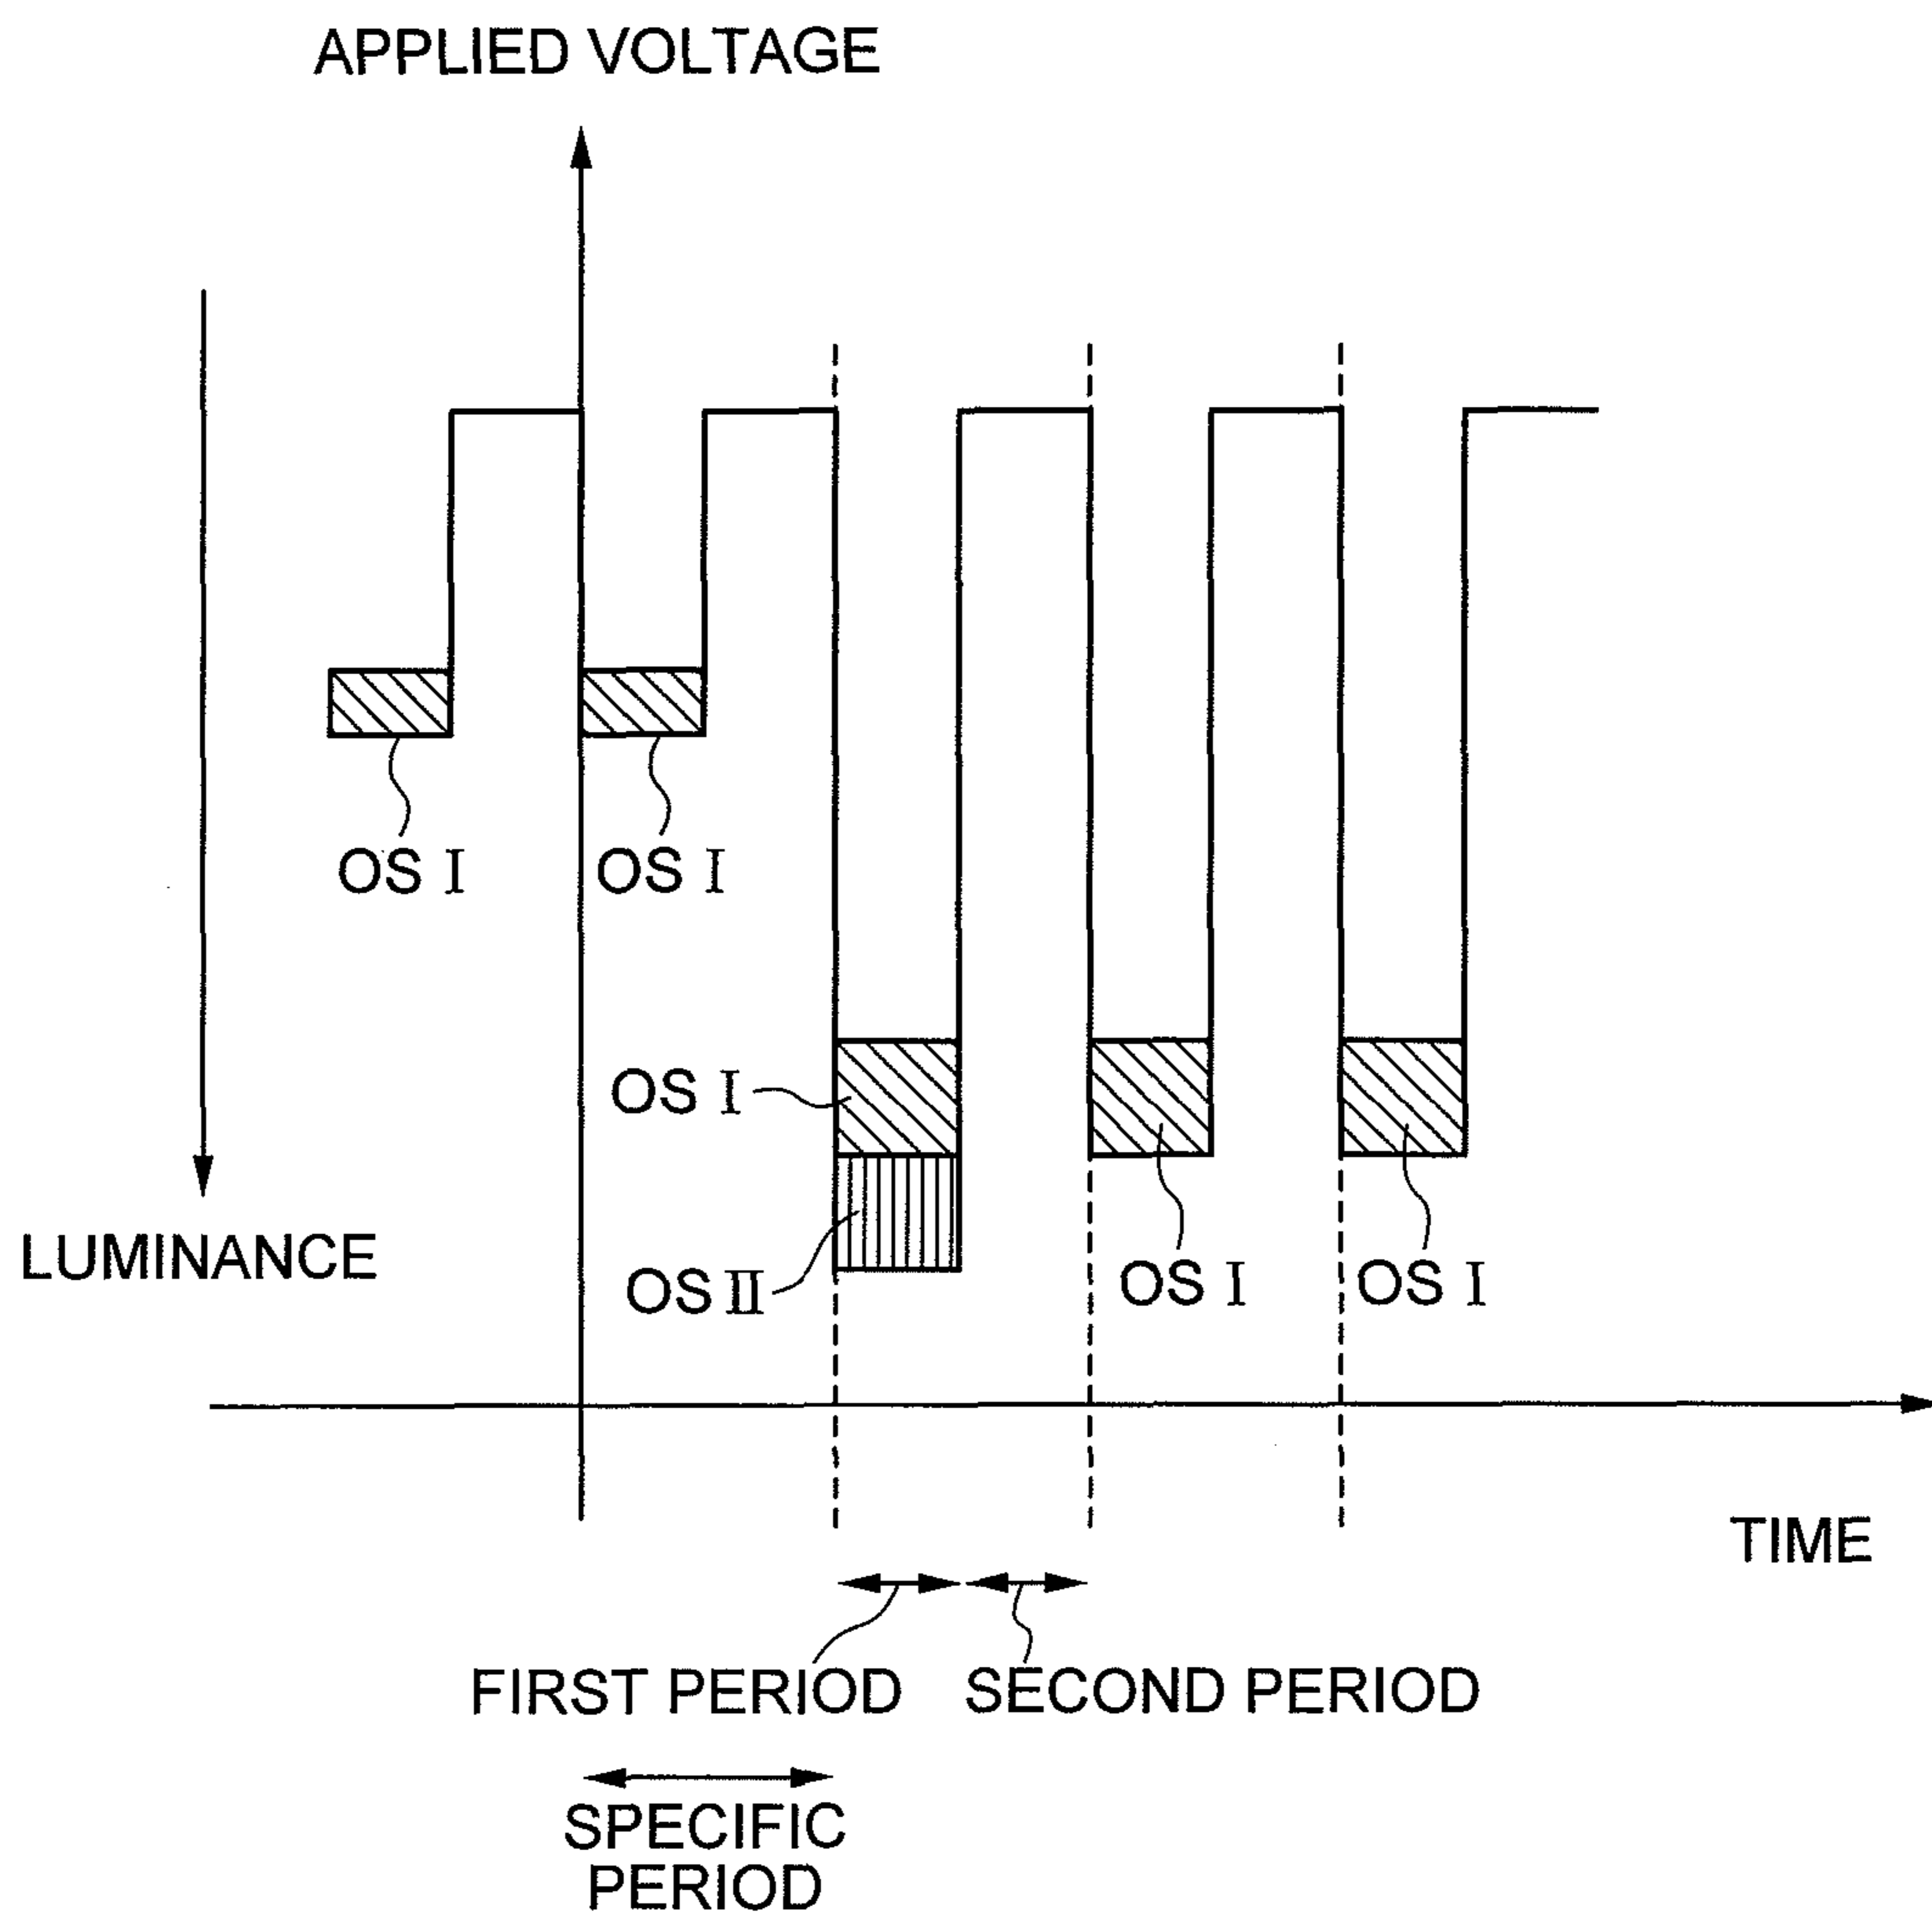 APPLIED VOLTAGE
OS I
OS I
OS I
LUMINANCE
OS II
OS I
OS I
TIME
FIRST PERIOD
SECOND PERIOD
SPECIFIC
PERIOD